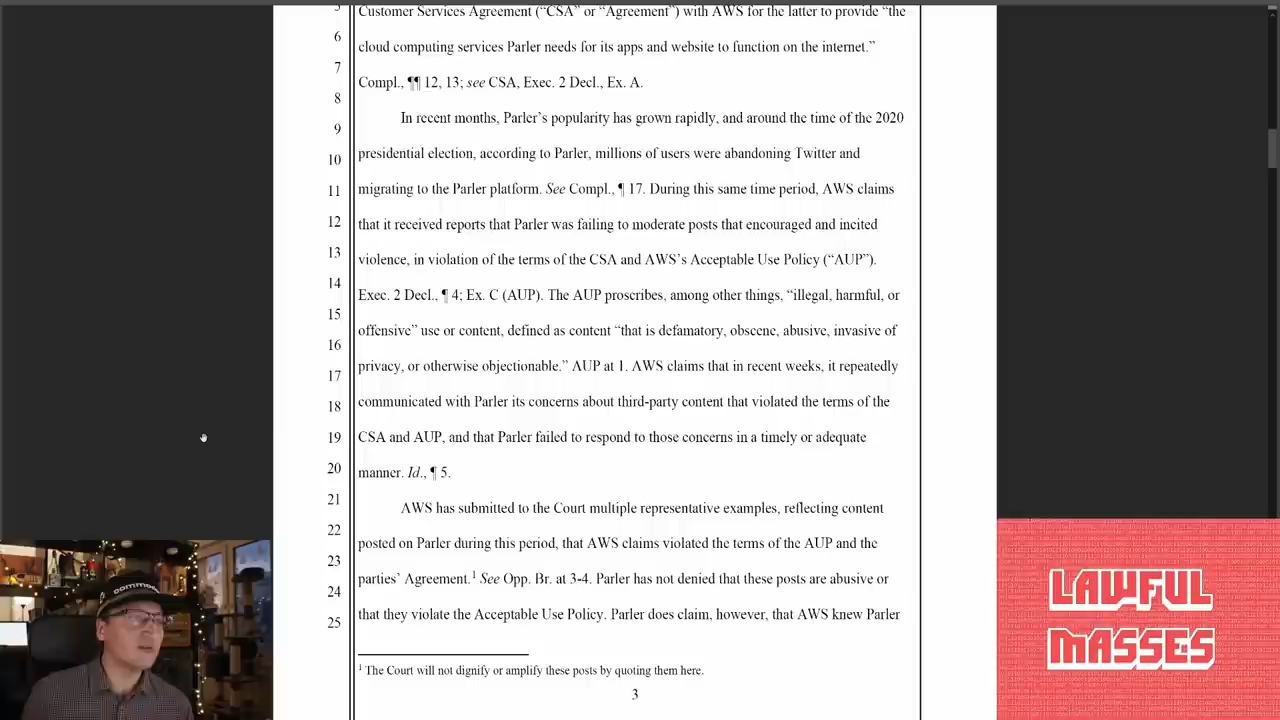 5 Customer Services Agreement (“CSA” or “Agreement”) with AWS for the latter to provide “the
6 cloud computing services Parler needs for its apps and website to function on the internet.”
7 Compl., ¶¶ 12, 13; see CSA, Exec. 2 Decl., Ex. A.
8 In recent months, Parler’s popularity has grown rapidly, and around the time of the 2020
9 presidential election, according to Parler, millions of users were abandoning Twitter and
10 migrating to the Parler platform. See Compl., ¶ 17. During this same time period, AWS claims
11 that it received reports that Parler was failing to moderate posts that encouraged and incited
12 violence, in violation of the terms of the CSA and AWS’s Acceptable Use Policy (“AUP”).
13 Exec. 2 Decl., ¶ 4; Ex. C (AUP). The AUP proscribes, among other things, “illegal, harmful, or
14 offensive” use or content, defined as content “that is defamatory, obscene, abusive, invasive of
15 privacy, or otherwise objectionable.” AUP at 1. AWS claims that in recent weeks, it repeatedly
16 communicated with Parler its concerns about third-party content that violated the terms of the
17 CSA and AUP, and that Parler failed to respond to those concerns in a timely or adequate
18 manner. Id., ¶ 5.
19 AWS has submitted to the Court multiple representative examples, reflecting content
20 posted on Parler during this period, that AWS claims violated the terms of the AUP and the
21 parties’ Agreement.1 See Opp. Br. at 3-4. Parler has not denied that these posts are abusive or
22 that they violate the Acceptable Use Policy. Parler does claim, however, that AWS knew Parler
23
24
25
1 The Court will not dignify or amplify these posts by quoting them here.
3
common
LAWFUL
MASSES